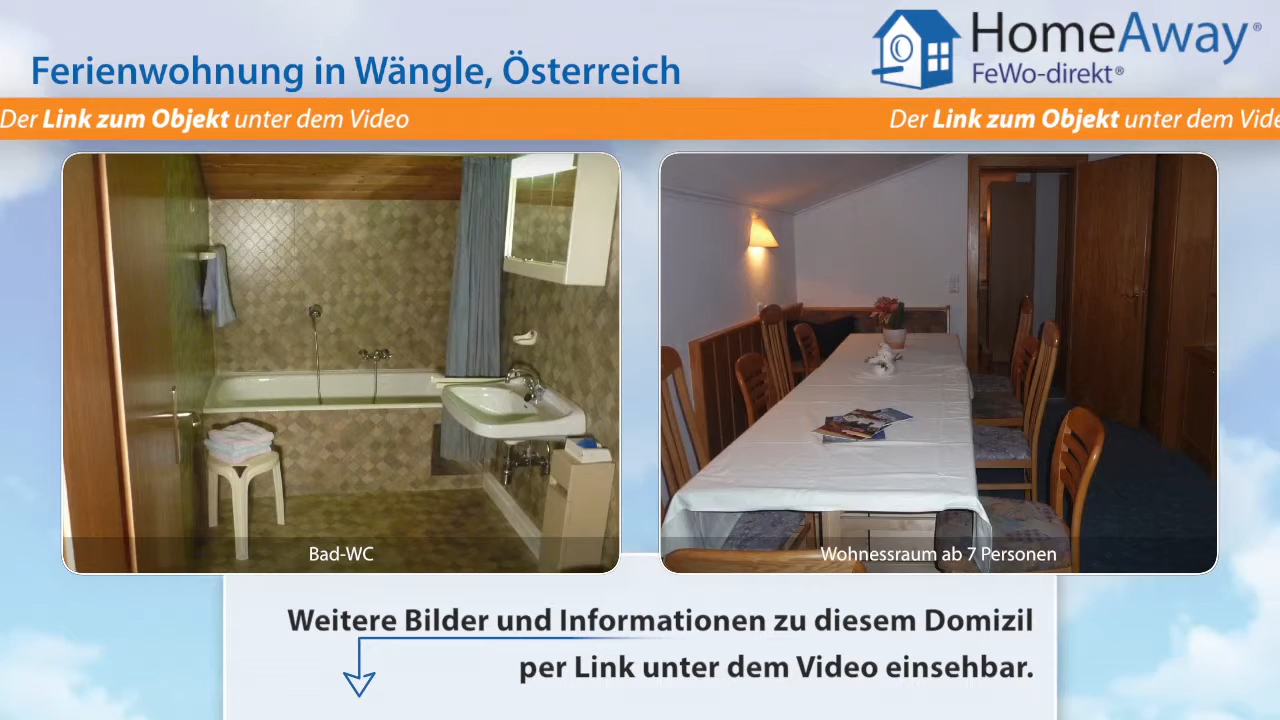 Ferienwohnung in Wängle, Österreich
HomeAway®
FeWo-direkt®
Der Link zum Objekt unter dem Video
Der Link zum Objekt unter dem Vide
Bad-WC
Wohnessraum ab 7 Personen
Weitere Bilder und Informationen zu diesem Domizil
per Link unter dem Video einsehbar.